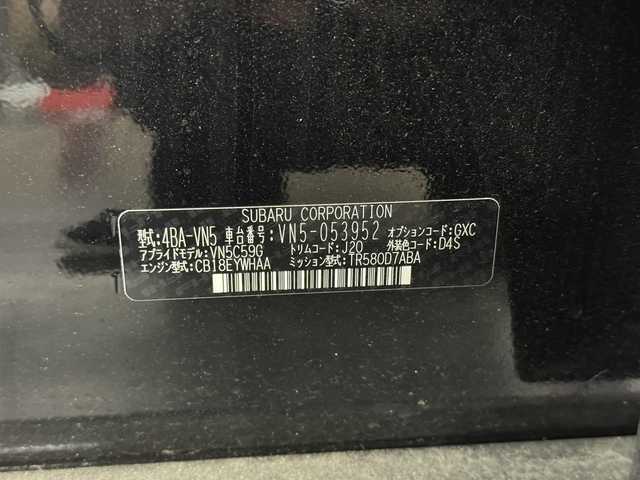 SUBARU CORPORATION
型式:4BA-VN5 車台番号:VN5-053952 オプションコード:GXC
アプライドモデル:VN5C59G トリムコード:J20 外装色コード:D4S
エンジン型式:CB18EYWHAA ミッション型式:TR580D7ABA